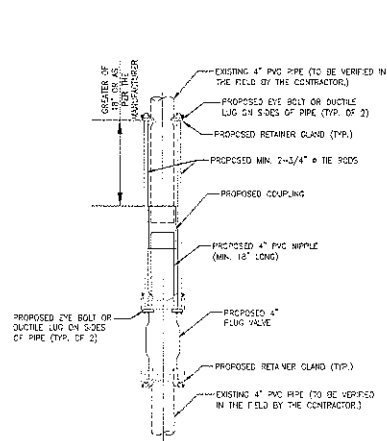 GREATER OF
18" OR AS
PER THE
MANUFACTURER
EXISTING 4" PVC PIPE (TO BE VERIFIED IN
THE FIELD BY THE CONTRACTOR.)
PROPOSED EYE BOLT OR DUCTILE
LUG ON SIDES OF PIPE (TYP. OF 2)
PROPOSED RETAINER GLAND (TYP.)
PROPOSED MIN. 2-3/4" ø TIE RODS
PROPOSED COUPLING
PROPOSED 4" PVC NIPPLE
(MIN. 18" LONG)
PROPOSED EYE BOLT OR
DUCTILE LUG ON SIDES
OF PIPE (TYP. OF 2)
PROPOSED 4"
PLUG VALVE
PROPOSED RETAINER GLAND (TYP.)
EXISTING 4" PVC PIPE (TO BE VERIFIED
IN THE FIELD BY THE CONTRACTOR.)